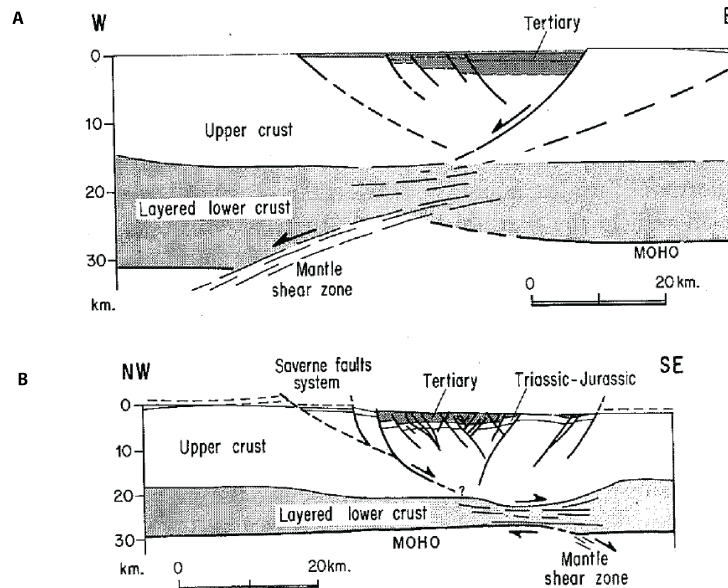 A
W
E
Tertiary
0
10
Upper crust
20
Layered lower crust
30
MOHO
Mantle
shear zone
km.
0
20km.
B
NW
Saverne faults
system
Tertiary
Triassic-Jurassic
SE
0
10
Upper crust
20
?
Layered lower crust
30
MOHO
km.
0
20km.
Mantle
shear zone